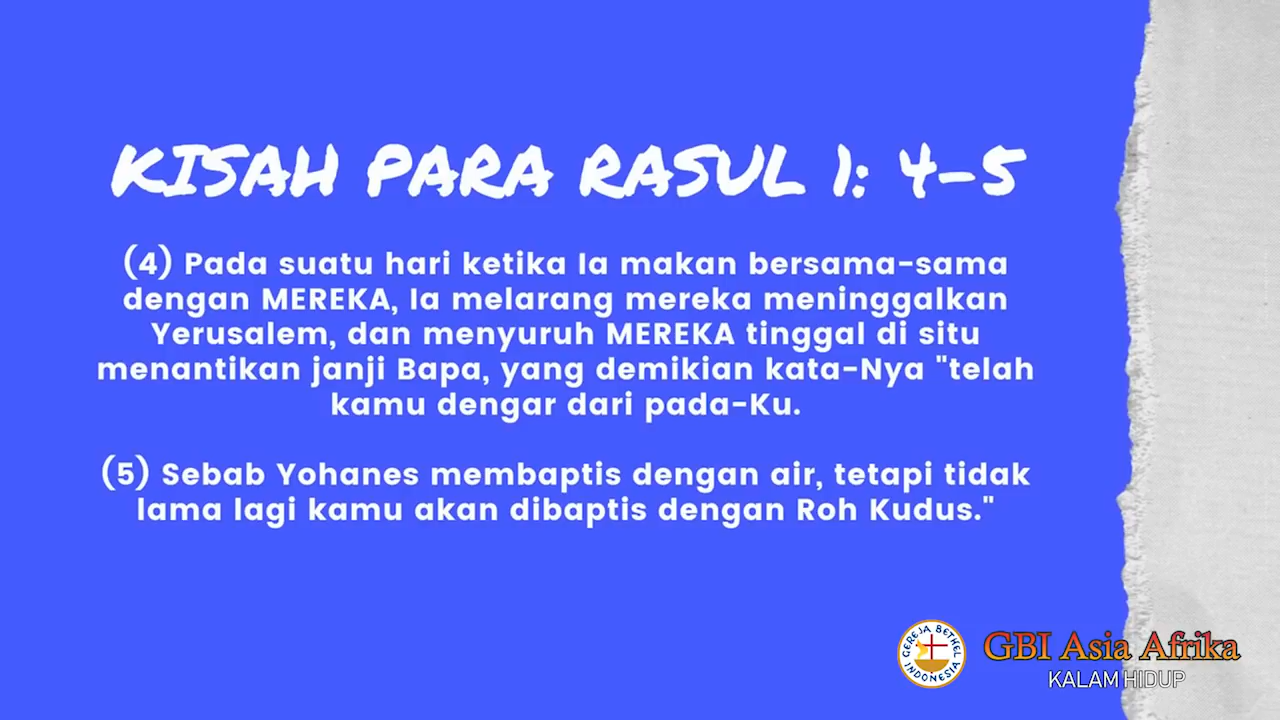 KISAH PARA RASUL 1: 4-5
(4) Pada suatu hari ketika Ia makan bersama-sama
dengan MEREKA, Ia melarang mereka meninggalkan
Yerusalem, dan menyuruh MEREKA tinggal di situ
menantikan janji Bapa, yang demikian kata-Nya "telah
kamu dengar dari pada-Ku.
(5) Sebab Yohanes membaptis dengan air, tetapi tidak
lama lagi kamu akan dibaptis dengan Roh Kudus."
GEREJA BETHEL
INDONESIA
GBI Asia Afrika
KALAM HIDUP